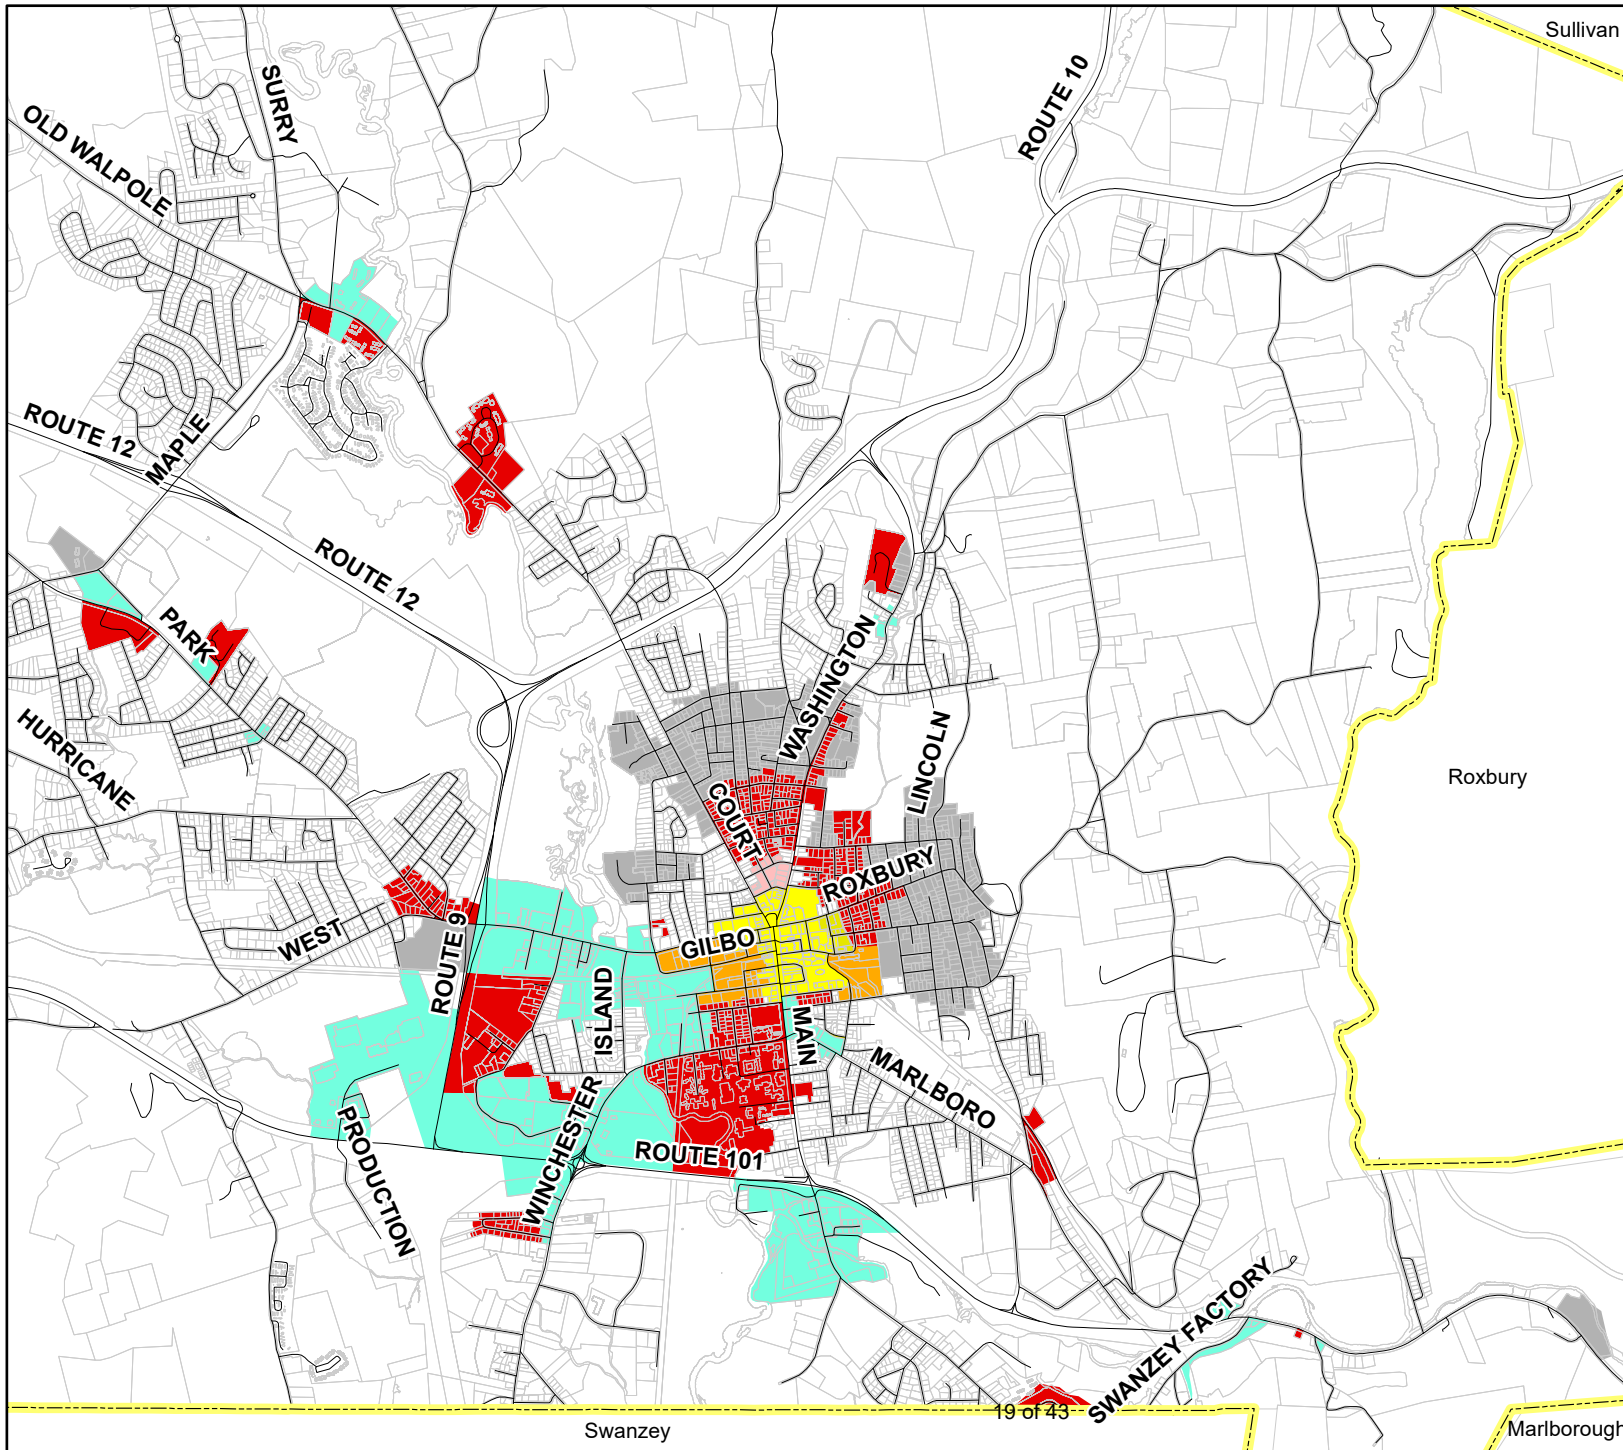 Sullivan
SURRY
ROUTE 10
OLD WALPOLE
ROUTE 12
MAPLE
ROUTE 12
PARK
WASHINGTON
HURRICANE
LINCOLN
Roxbury
COURT
ROXBURY
WEST
GILBO
ROUTE 9
ISLAND
MAIN
MARLBORO
PRODUCTION
WINCHESTER
ROUTE 101
SWANZEY FACTORY
19 of 43
Swanzey
Marlborough